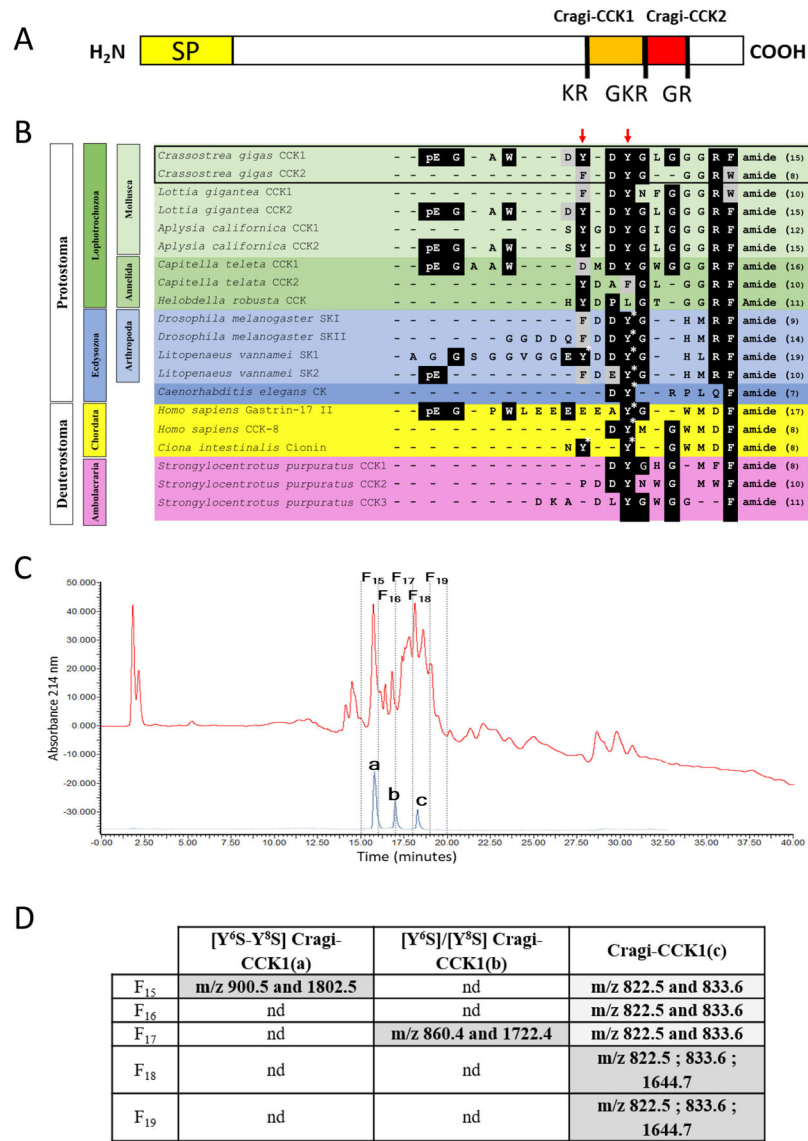 A
Cragi-CCK1 Cragi-CCK2
H2N SP COOH
KR GKR GR
B
Protostoma
Deuterostoma
Lophotrochozoa
Ecdysozoa
Chordata
Ambulacraria
Mollusca
Annelida
Arthropoda
Crassostrea gigas CCK1 - - pE G - A W - - - D Y - D Y G L G G G R F amide (15)
Crassostrea gigas CCK2 - - - - - - - - - - - F - D Y G - - G G R W amide (8)
Lottia gigantea CCK1 - - - - - - - - - - - F - D Y N F G G G R W amide (10)
Lottia gigantea CCK2 - - pE G - A W - - - D Y - D Y G L G G G R F amide (15)
Aplysia californica CCK1 - - - - - - - - - - S Y G D Y G I G G G R F amide (12)
Aplysia californica CCK2 - - pE G - A W - - - S Y - D Y G L G G G R F amide (15)
Capitella teleta CCK1 - - pE G A A W - - - - D M D Y G W G G G R F amide (16)
Capitella teleta CCK2 - - - - - - - - - - - Y D A F G L - G G R F amide (10)
Helobdella robusta CCK - - - - - - - - - - H Y D P L G T - G G R F amide (11)
Drosophila melanogaster SKI - - - - - - - - - - - F D D Y* G - - H M R F amide (9)
Drosophila melanogaster SKII - - - - - - G G D D Q F D D Y* G - - H M R F amide (14)
Litopenaeus vannamei SK1 - A G G S G G V G G E Y* D D Y* G - - H L R F amide (19)
Litopenaeus vannamei SK2 - - pE - - - - - - - - F D E Y* G - - H M R F amide (10)
Caenorhabditis elegans CK - - - - - - - - - - - - - D Y* - - R P L Q F amide (7)
Homo sapiens Gastrin-17 II - - pE G - P W L E E E E E A Y* G - - W M D F amide (17)
Homo sapiens CCK-8 - - - - - - - - - - - - - D Y* M - G W M D F amide (8)
Ciona intestinalis Cionin - - - - - - - - - - N Y* - - Y* G - - W M D F amide (8)
Strongylocentrotus purpuratus CCK1 - - - - - - - - - - - - - D Y G H G - M F F amide (8)
Strongylocentrotus purpuratus CCK2 - - - - - - - - - - - P D D Y N W G - M W F amide (10)
Strongylocentrotus purpuratus CCK3 - - - - - - - - D K A - D L Y G W G G - - F amide (11)
C
Absorbance 214 nm
50.000
40.000
30.000
20.000
10.000
0.000
-10.000
-20.000
-30.000
F15 F16 F17 F18 F19
a b c
-0.00 2.50 5.00 7.50 10.00 12.50 15.00 17.50 20.00 22.50 25.00 27.50 30.00 32.50 35.00 37.50 40.00
Time (minutes)
D
[Y6S-Y8S] Cragi-CCK1(a) [Y6S]/[Y8S] Cragi-CCK1(b) Cragi-CCK1(c)
F15 m/z 900.5 and 1802.5 nd m/z 822.5 and 833.6
F16 nd nd m/z 822.5 and 833.6
F17 nd m/z 860.4 and 1722.4 m/z 822.5 and 833.6
F18 nd nd m/z 822.5 ; 833.6 ; 1644.7
F19 nd nd m/z 822.5 ; 833.6 ; 1644.7